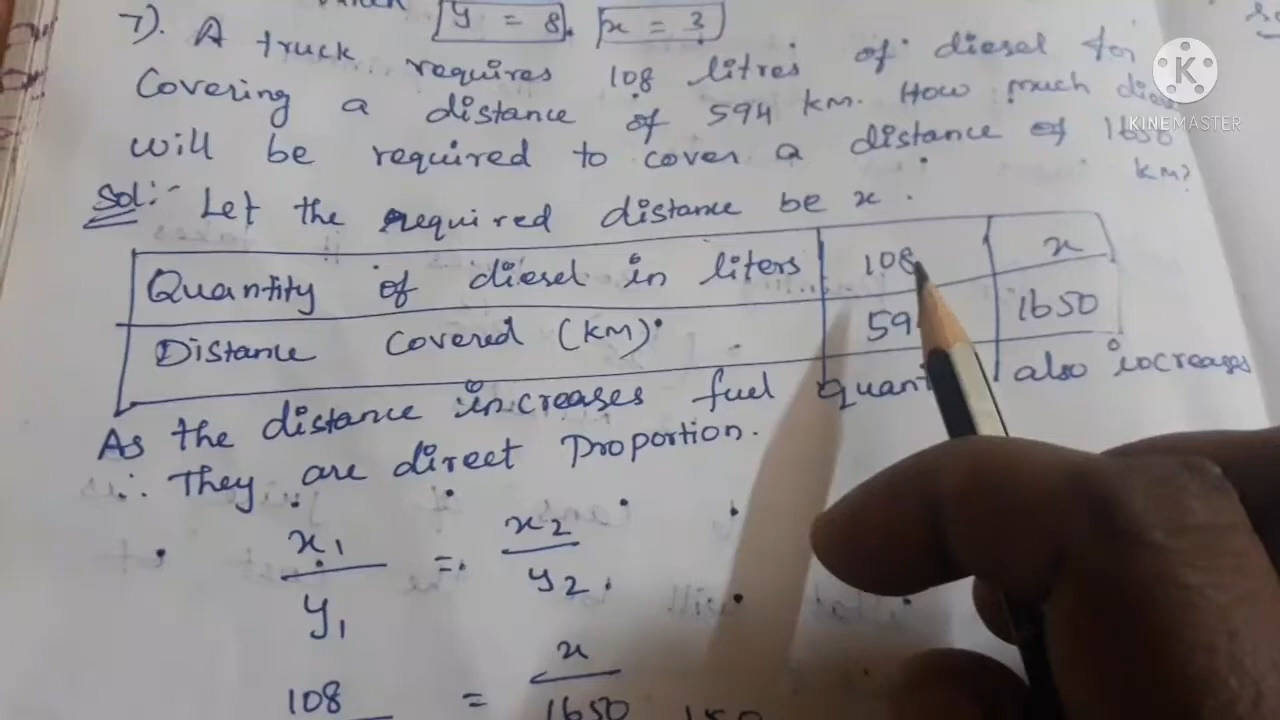 y = 8. x = 3
7). A truck requires 108 litres of diesel for
Covering a distance of 594 km. How much
will be required to cover a distance of 1650
km?
Sol:- Let the required distance be x.
Quantity of diesel in liters 108 x
Distance Covered (KM) 59 1650
As the distance increases fuel quanti also increases
∴ They are direct Proportion.
x1 = x2
y1 y2
108 = x
1650
KINEMASTER